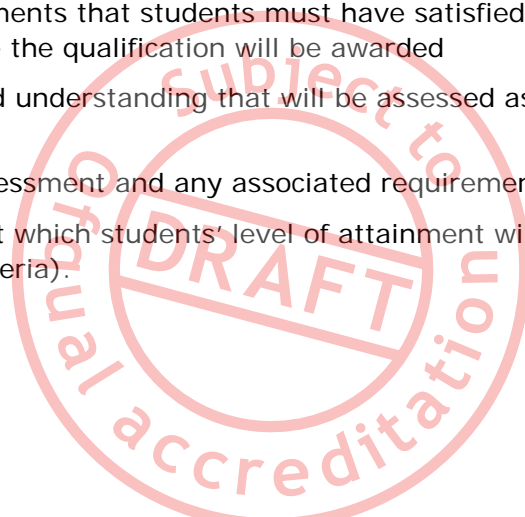 ments that students must have satisfied
the qualification will be awarded
d understanding that will be assessed as
essment and any associated requiremen
t which students' level of attainment wi
eria).
Subject to
Ofqual accreditation
DRAFT